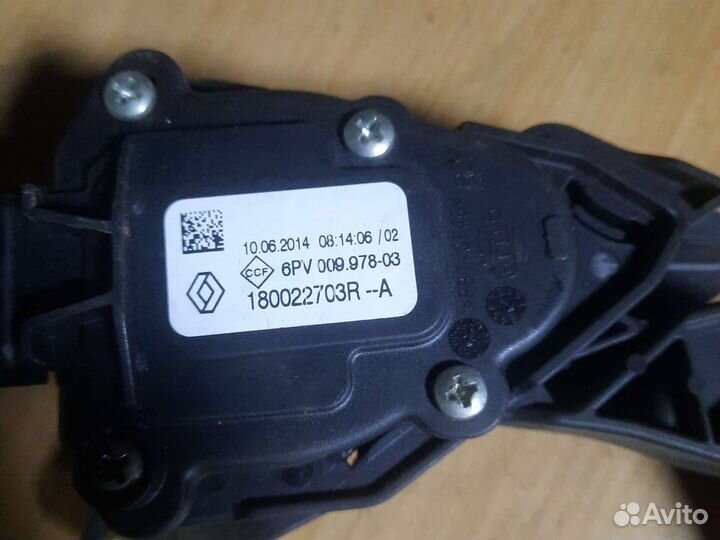 10.06.2014 08:14:06 /02
CCF 6PV 009.978-03
180022703R --A
Avito